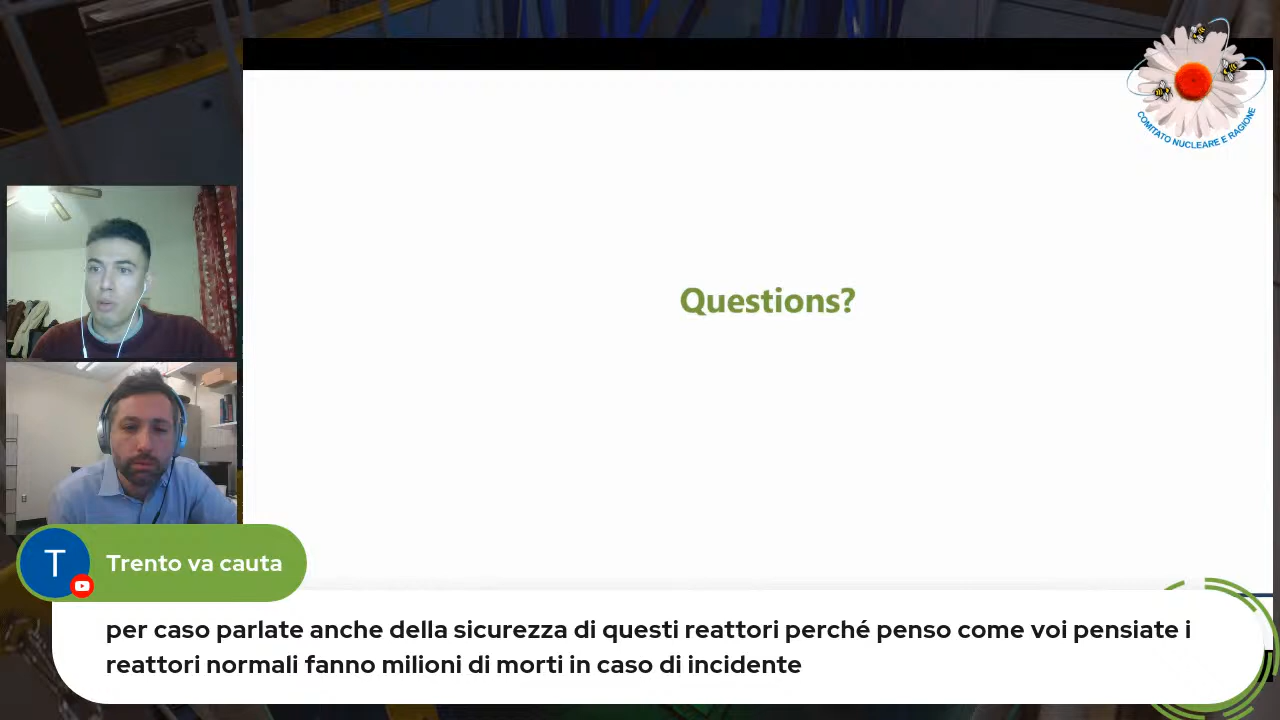 COMITATO NUCLEARE E RAGIONE
Questions?
T
Trento va cauta
per caso parlate anche della sicurezza di questi reattori perché penso come voi pensiate i
reattori normali fanno milioni di morti in caso di incidente